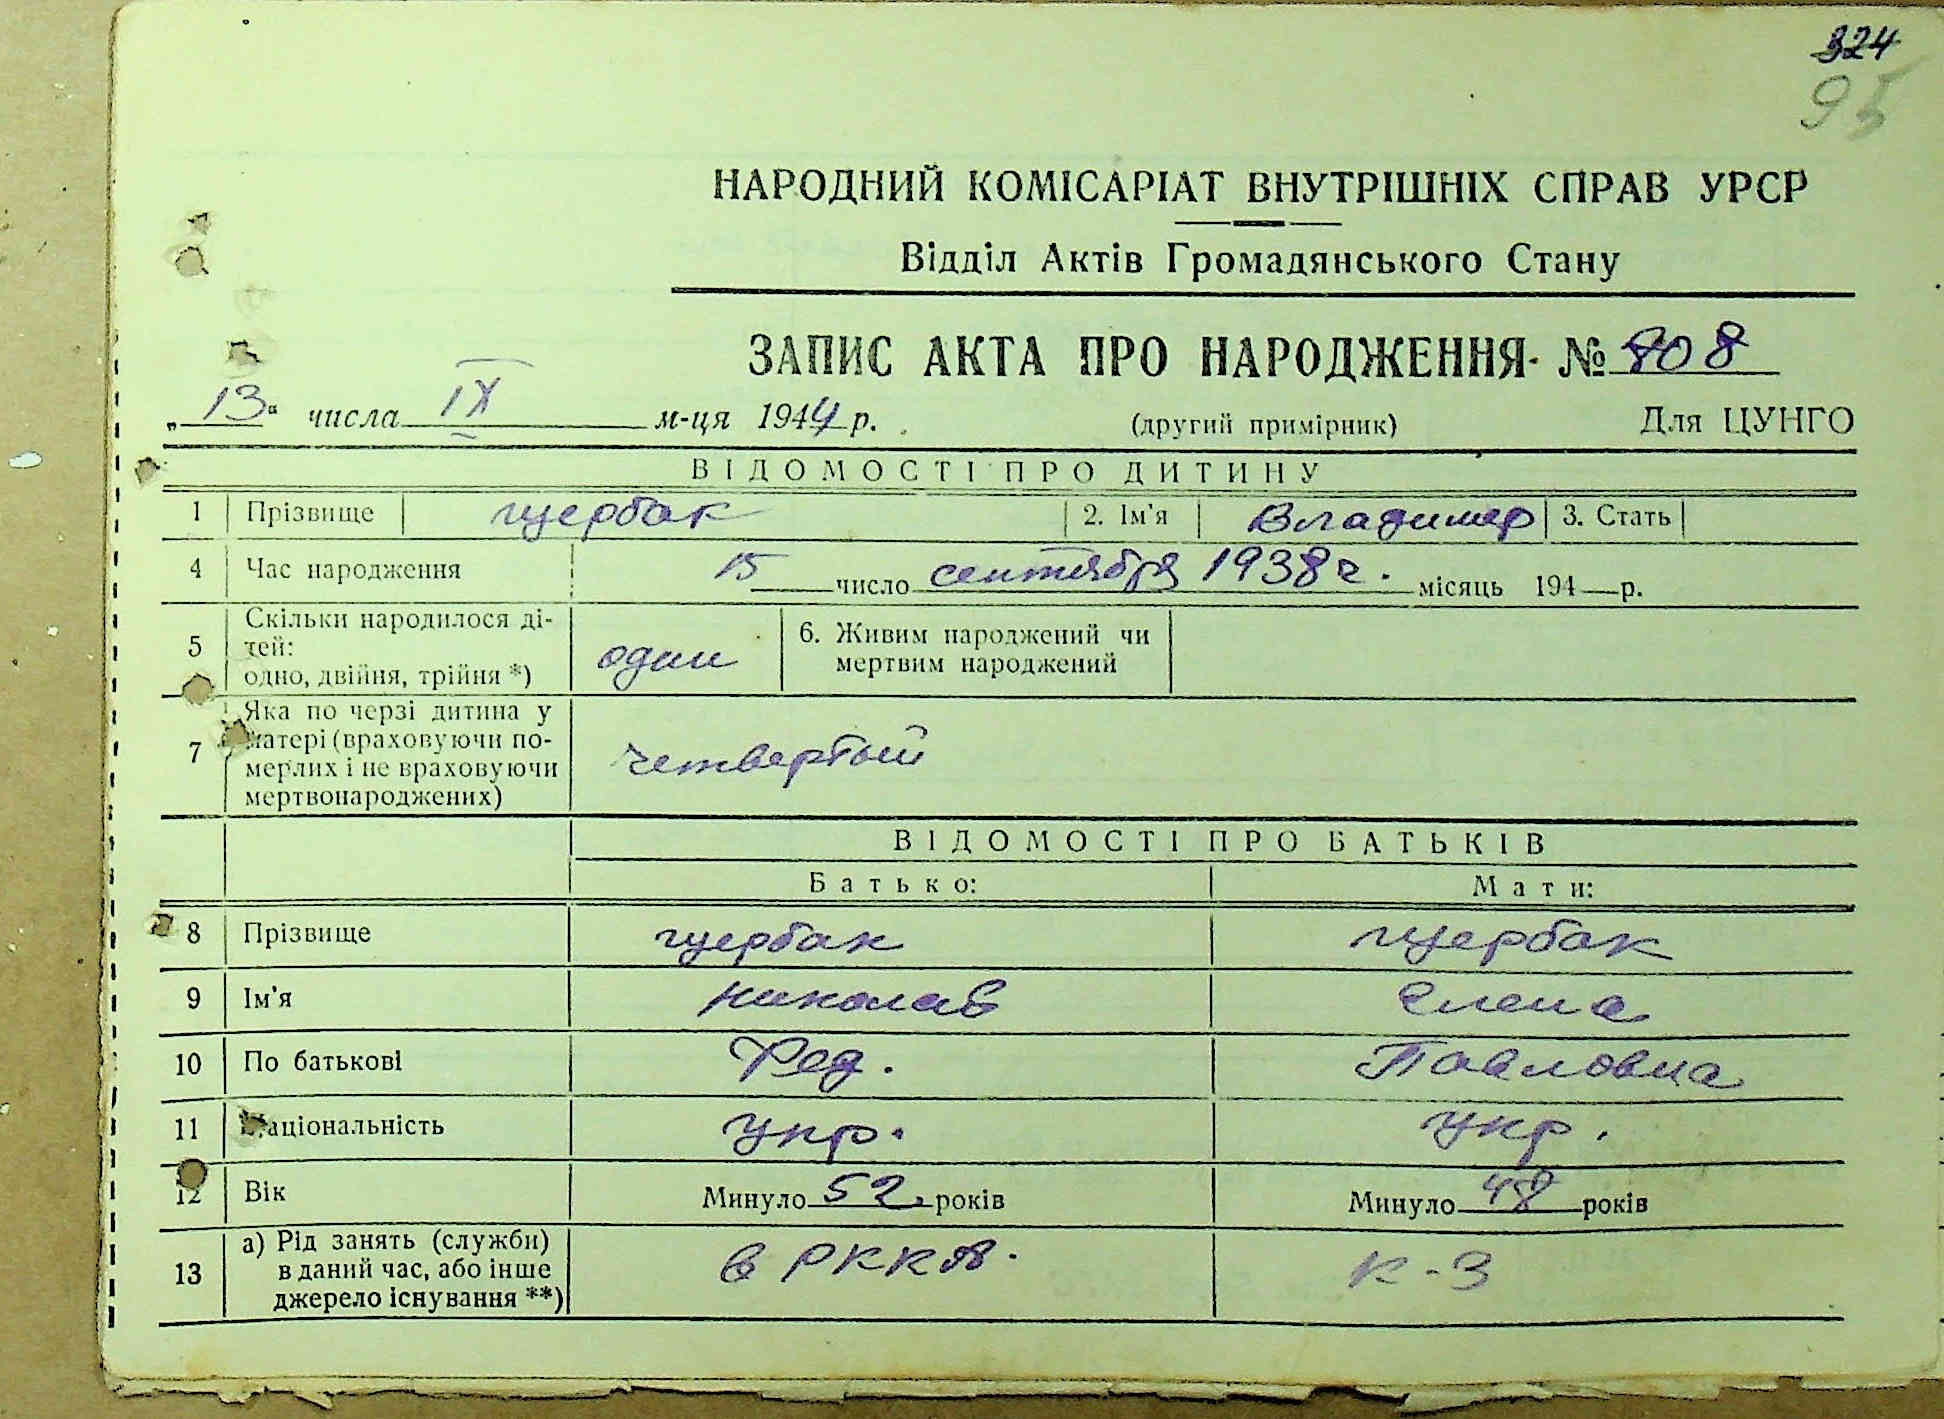 324
95
НАРОДНИЙ КОМІСАРІАТ ВНУТРІШНІХ СПРАВ УРСР
Відділ Актів Громадянського Стану
ЗАПИС АКТА ПРО НАРОДЖЕННЯ №808
„13“ числа IX м-ця 1944 р. (другий примірник) Для ЦУНГО
ВІДОМОСТІ ПРО ДИТИНУ
1 Прізвище Щербак 2. Ім'я Владимир 3. Стать
4 Час народження 15 число сентября 1938 г. місяць 194 р.
5 Скільки народилося ді-
тей:
одно, двійня, трійня *) один 6. Живим народжений чи
мертвим народжений
7 Яка по черзі дитина у
матері (враховуючи по-
мерлих і не враховуючи
мертвонароджених) четвертый
ВІДОМОСТІ ПРО БАТЬКІВ
Батько: Мати:
8 Прізвище Щербак Щербак
9 Ім'я Николай Елена
10 По батькові Фед. Павловна
11 Національність укр. укр.
12 Вік Минуло 52 років Минуло 48 років
13 а) Рід занять (служби)
в даний час, або інше
джерело існування **) в РККА. к-з